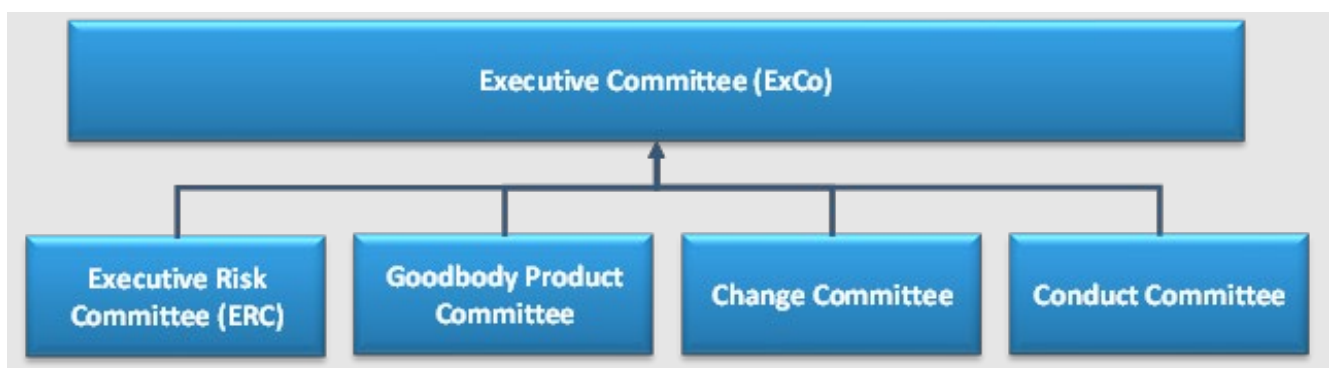 Executive Committee (ExCo)
Executive Risk
Committee (ERC)
Goodbody Product
Committee
Change Committee
Conduct Committee